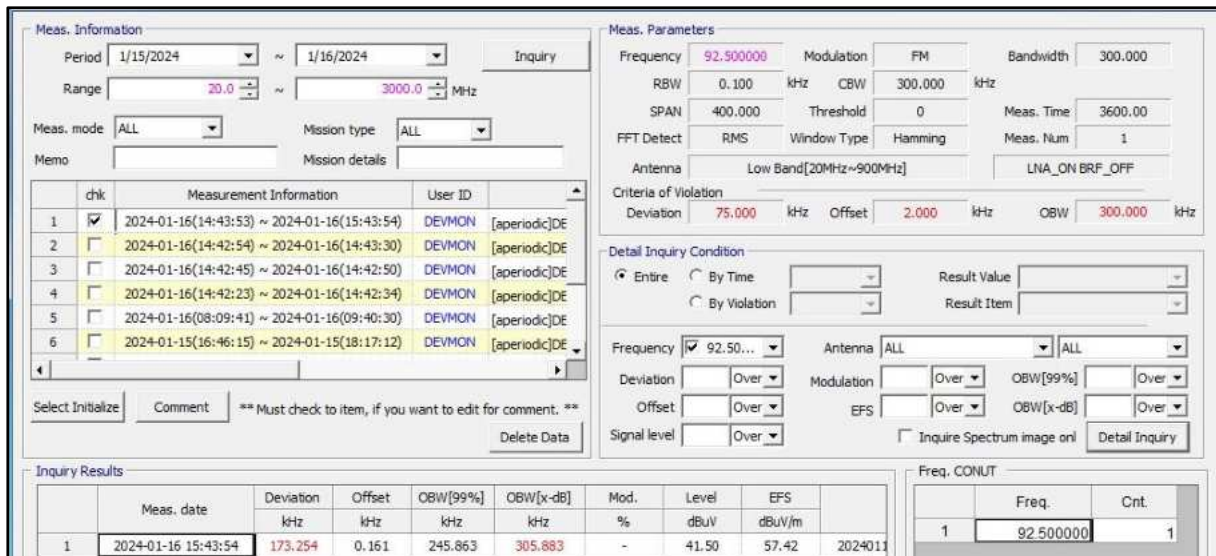 Meas. Information
Period 1/15/2024 ~ 1/16/2024 Inquiry
Range 20.0 ~ 3000.0 MHz
Meas. mode ALL Mission type ALL
Memo Mission details
chk Measurement Information User ID
1 2024-01-16(14:43:53) ~ 2024-01-16(15:43:54) DEVMON [aperiodic]DE
2 2024-01-16(14:42:54) ~ 2024-01-16(14:43:30) DEVMON [aperiodic]DE
3 2024-01-16(14:42:45) ~ 2024-01-16(14:42:50) DEVMON [aperiodic]DE
4 2024-01-16(14:42:23) ~ 2024-01-16(14:42:34) DEVMON [aperiodic]DE
5 2024-01-16(08:09:41) ~ 2024-01-16(09:40:30) DEVMON [aperiodic]DE
6 2024-01-15(16:46:15) ~ 2024-01-15(18:17:12) DEVMON [aperiodic]DE
Select Initialize Comment ** Must check to item, if you want to edit for comment. **
Delete Data
Meas. Parameters
Frequency 92.500000 Modulation FM Bandwidth 300.000
RBW 0.100 kHz CBW 300.000 kHz
SPAN 400.000 Threshold 0 Meas. Time 3600.00
FFT Detect RMS Window Type Hamming Meas. Num 1
Antenna Low Band[20MHz~900MHz] LNA_ON BRF_OFF
Criteria of Violation
Deviation 75.000 kHz Offset 2.000 kHz OBW 300.000 kHz
Detail Inquiry Condition
Entire By Time Result Value
By Violation Result Item
Frequency 92.50... Antenna ALL ALL
Deviation Over Modulation Over OBW[99%] Over
Offset Over EFS Over OBW[x-dB] Over
Signal level Over Inquire Spectrum image onl Detail Inquiry
Inquiry Results
Meas. date Deviation Offset OBW[99%] OBW[x-dB] Mod. Level EFS
kHz kHz kHz kHz % dBuV dBuV/m
1 2024-01-16 15:43:54 173.254 0.161 245.863 305.883 - 41.50 57.42 2024011
Freq. CONUT
Freq. Cnt.
1 92.500000 1